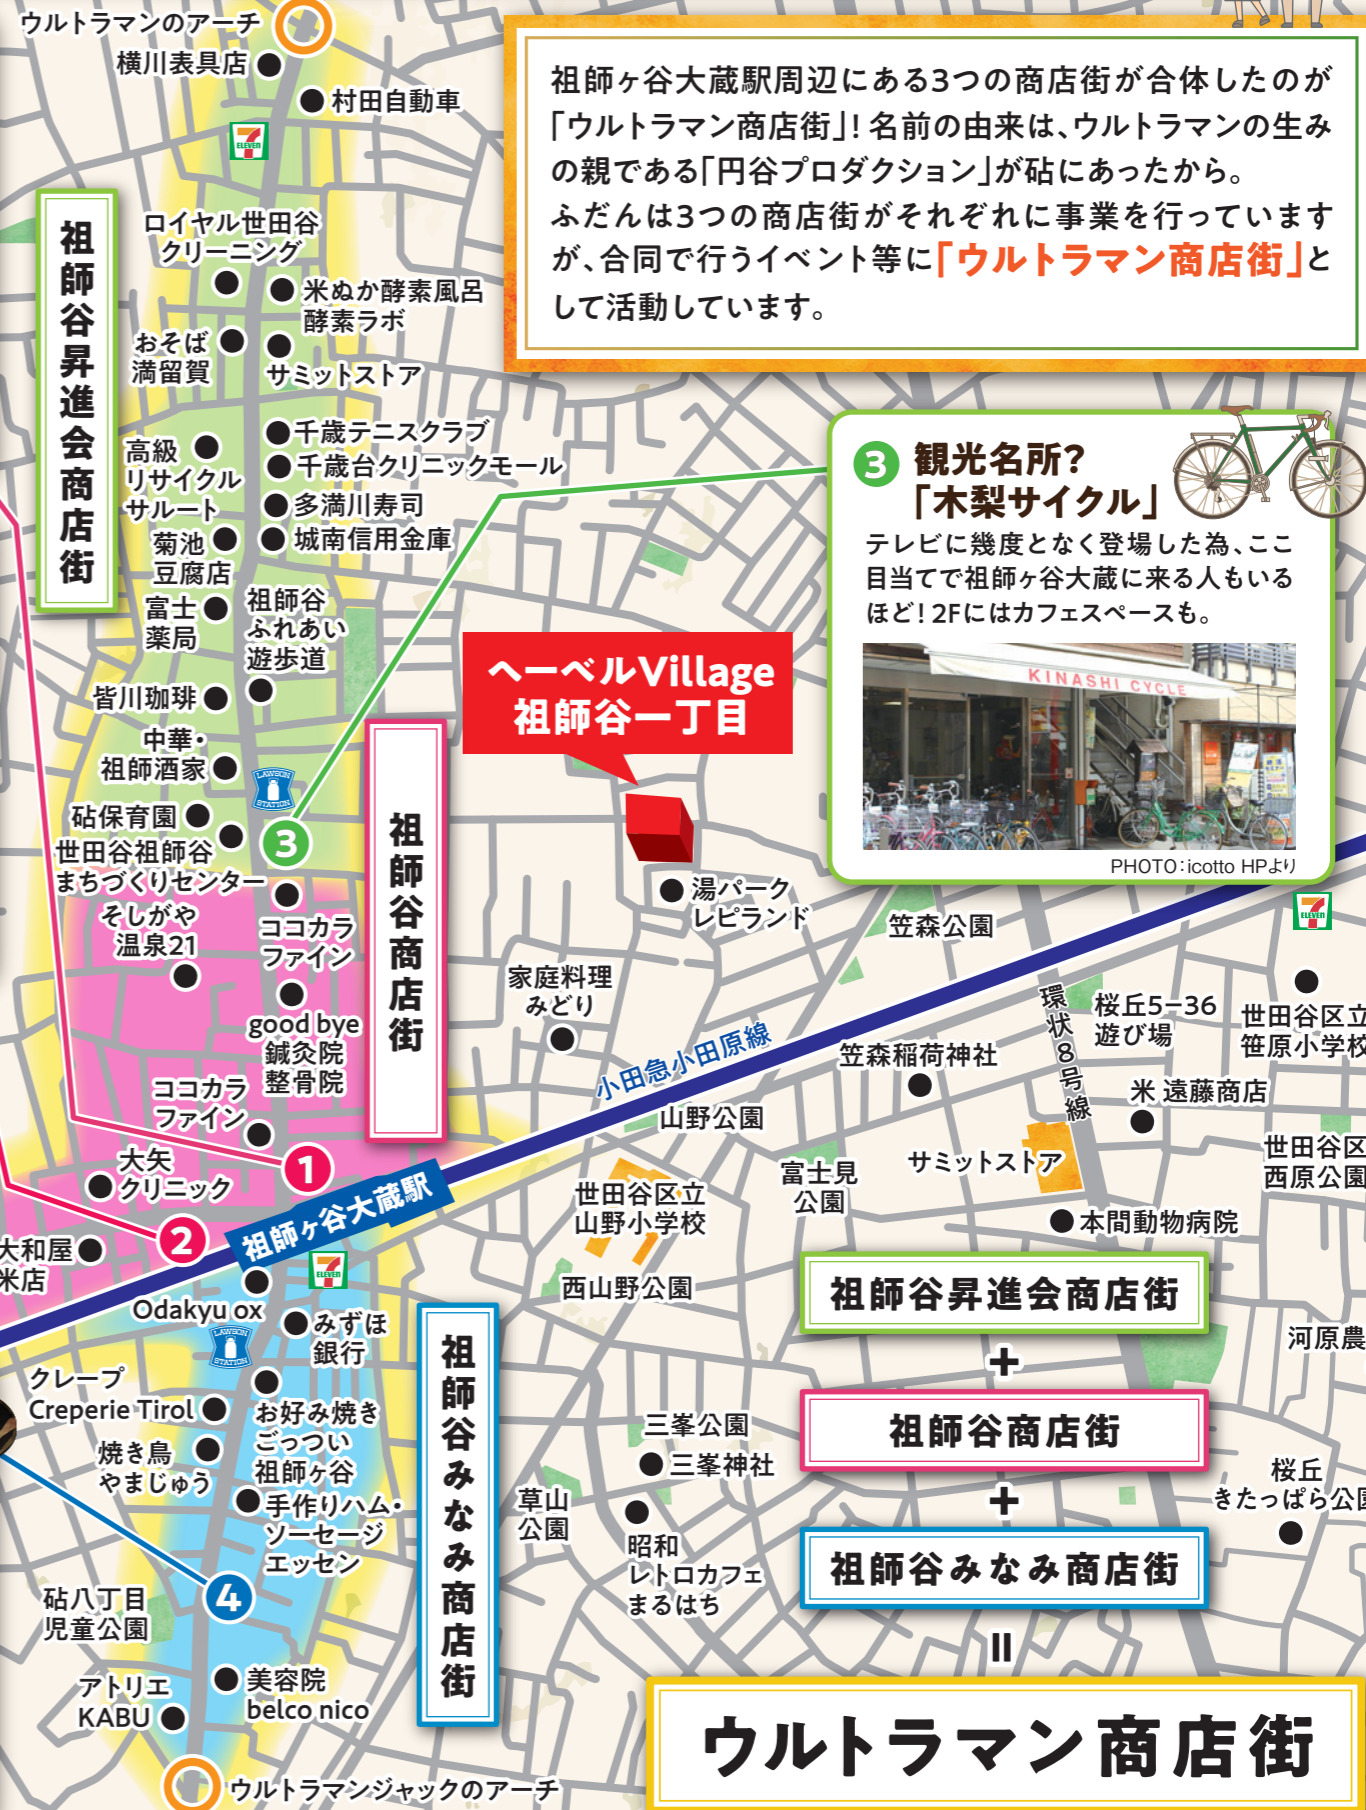 ウルトラマンのアーチ
横川表具店
村田自動車
7
ELEVEN
祖師ヶ谷大蔵駅周辺にある3つの商店街が合体したのが
「ウルトラマン商店街」! 名前の由来は、ウルトラマンの生み
の親である「円谷プロダクション」が砧にあったから。
ふだんは3つの商店街がそれぞれに事業を行っています
が、合同で行うイベント等に「ウルトラマン商店街」と
して活動しています。
祖師谷昇進会商店街
ロイヤル世田谷
クリーニング
米ぬか酵素風呂
酵素ラボ
おそば
満留賀
サミットストア
千歳テニスクラブ
千歳台クリニックモール
高級
リサイクル
サルート
多満川寿司
城南信用金庫
菊池
豆腐店
富士
薬局
祖師谷
ふれあい
遊歩道
皆川珈琲
中華・
祖師酒家
LAWSON
STATION
砧保育園
3
世田谷祖師谷
まちづくりセンター
3 観光名所?
「木梨サイクル」
テレビに幾度となく登場した為、ここ
目当てで祖師ヶ谷大蔵に来る人もいる
ほど! 2Fにはカフェスペースも。
KINASHI CYCLE
PHOTO：icotto HPより
ヘーベルVillage
祖師谷一丁目
祖師谷商店街
そしがや
温泉21
ココカラ
ファイン
good bye
鍼灸院
整骨院
ココカラ
ファイン
大矢
クリニック
1
2
大和屋
米店
祖師ヶ谷大蔵駅
小田急小田原線
湯パーク
レピランド
家庭料理
みどり
笠森公園
7
ELEVEN
環状8号線
桜丘5−36
遊び場
世田谷区立
笹原小学校
笠森稲荷神社
米 遠藤商店
山野公園
世田谷区立
山野小学校
富士見
公園
サミットストア
世田谷区
西原公園
本間動物病院
西山野公園
7
ELEVEN
Odakyu ox
みずほ
銀行
LAWSON
STATION
クレープ
Creperie Tirol
お好み焼き
ごっつい
祖師ヶ谷
焼き鳥
やまじゅう
手作りハム・
ソーセージ
エッセン
祖師谷みなみ商店街
4
砧八丁目
児童公園
アトリエ
KABU
美容院
belco nico
ウルトラマンジャックのアーチ
草山
公園
三峯公園
三峯神社
昭和
レトロカフェ
まるはち
河原農
桜丘
きたっぱら公園
祖師谷昇進会商店街
+
祖師谷商店街
+
祖師谷みなみ商店街
=
ウルトラマン商店街